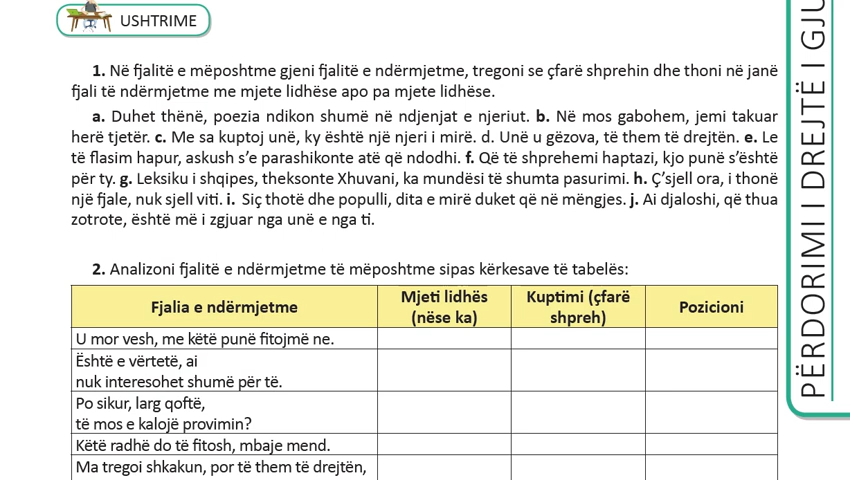 USHTRIME
1. Në fjalitë e mëposhtme gjeni fjalitë e ndërmjetme, tregoni se çfarë shprehin dhe thoni në janë
fjali të ndërmjetme me mjete lidhëse apo pa mjete lidhëse.
a. Duhet thënë, poezia ndikon shumë në ndjenjat e njeriut. b. Në mos gabohem, jemi takuar
herë tjetër. c. Me sa kuptoj unë, ky është një njeri i mirë. d. Unë u gëzova, të them të drejtën. e. Le
të flasim hapur, askush s’e parashikonte atë që ndodhi. f. Që të shprehemi haptazi, kjo punë s’është
për ty. g. Leksiku i shqipes, theksonte Xhuvani, ka mundësi të shumta pasurimi. h. Ç’sjell ora, i thonë
një fjale, nuk sjell viti. i. Siç thotë dhe populli, dita e mirë duket që në mëngjes. j. Ai djaloshi, që thua
zotrote, është më i zgjuar nga unë e nga ti.
2. Analizoni fjalitë e ndërmjetme të mëposhtme sipas kërkesave të tabelës:
Fjalia e ndërmjetme
Mjeti lidhës
(nëse ka)
Kuptimi (çfarë
shpreh)
Pozicioni
U mor vesh, me këtë punë fitojmë ne.
Është e vërtetë, ai
nuk interesohet shumë për të.
Po sikur, larg qoftë,
të mos e kalojë provimin?
Këtë radhë do të fitosh, mbaje mend.
Ma tregoi shkakun, por të them të drejtën,
PËRDORIMI I DREJTË I GJU